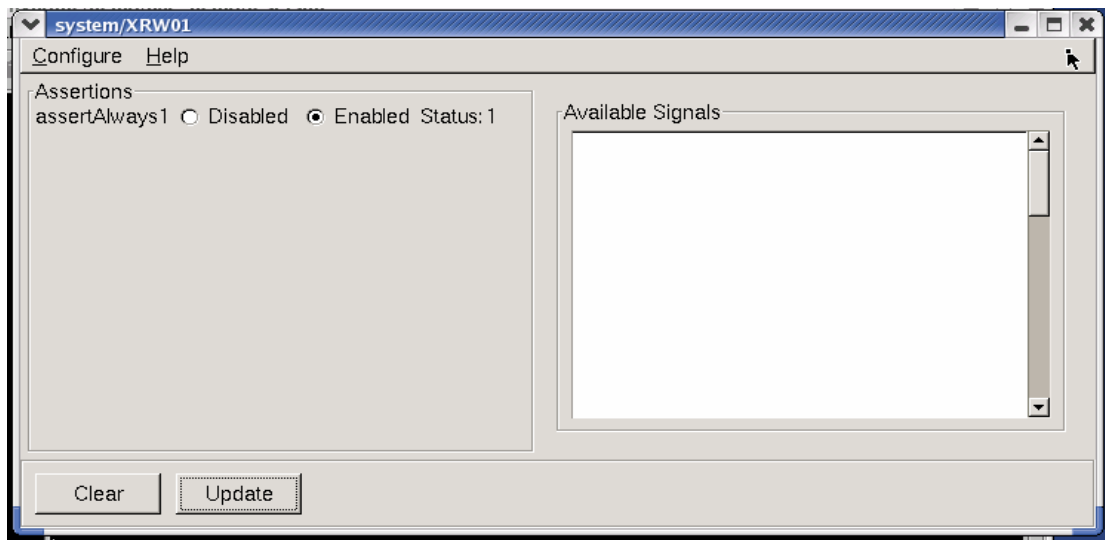 system/XRW01
Configure Help
Assertions
assertAlways1 Disabled Enabled Status: 1
Available Signals
Clear Update